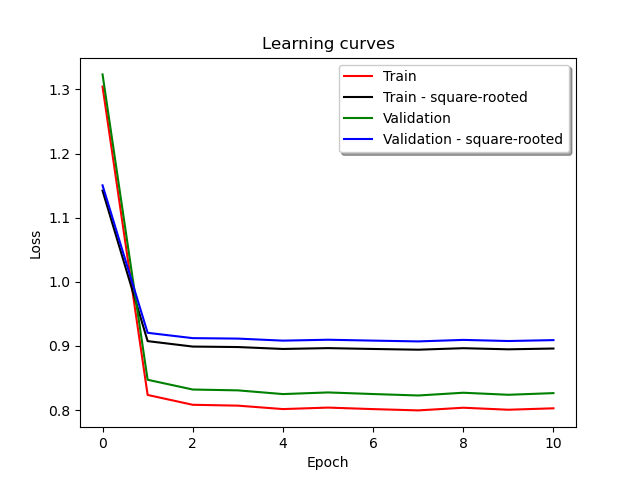 Learning curves
Train
Train - square-rooted
Validation
Validation - square-rooted
1.3
1.2
1.1
1.0
0.9
0.8
Loss
0 2 4 6 8 10
Epoch